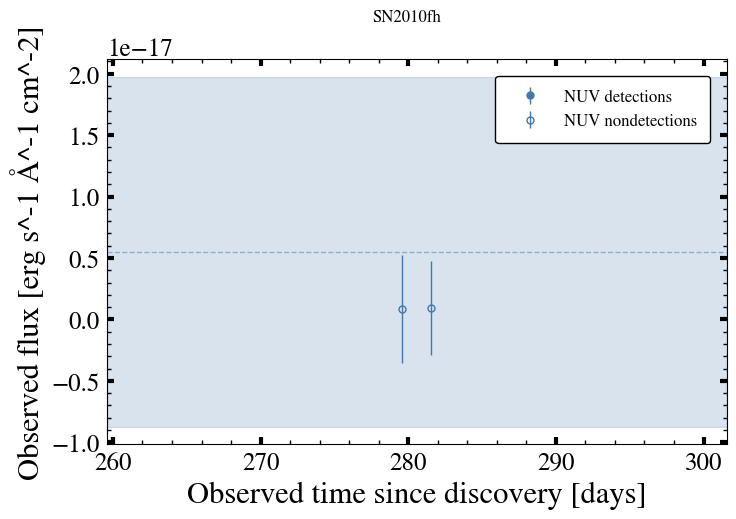 SN2010fh
1e−17
2.0
1.5
1.0
0.5
0.0
−0.5
−1.0
Observed flux [erg s^-1 Å^-1 cm^-2]
NUV detections
NUV nondetections
260 270 280 290 300
Observed time since discovery [days]